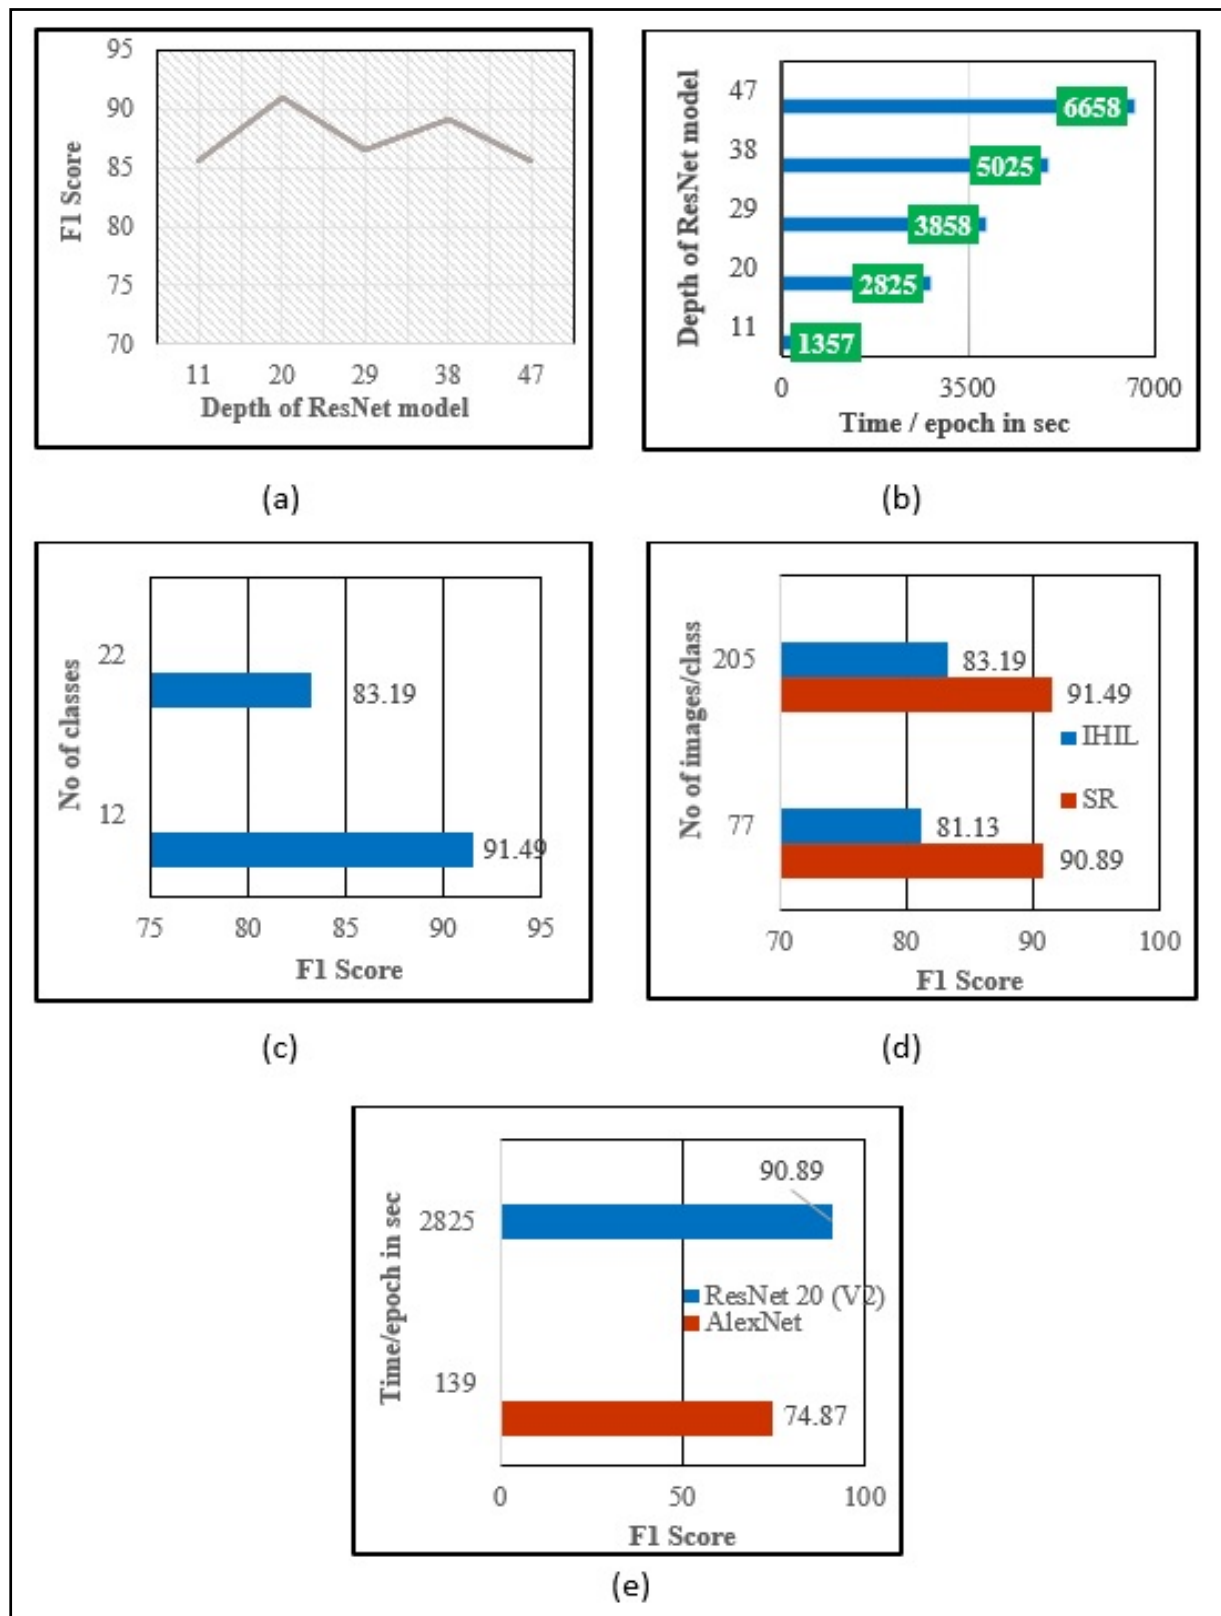 95
90
85
80
75
70
F1 Score
11 20 29 38 47
Depth of ResNet model
(a)
Depth of ResNet model
47 6658
38 5025
29 3858
20 2825
11 1357
0 3500 7000
Time / epoch in sec
(b)
No of classes
22 83.19
12 91.49
75 80 85 90 95
F1 Score
(c)
No of images/class
205 83.19
91.49
IHIL
SR
77 81.13
90.89
70 80 90 100
F1 Score
(d)
Time/epoch in sec
90.89
2825
ResNet 20 (V2)
AlexNet
139
74.87
0 50 100
F1 Score
(e)